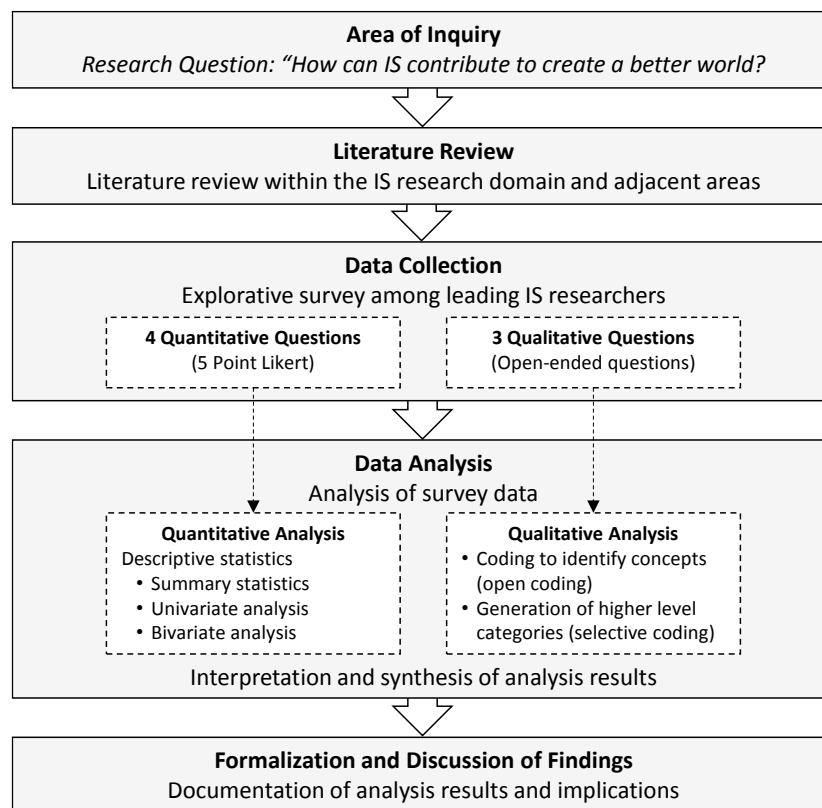 Area of Inquiry
Research Question: “How can IS contribute to create a better world?
Literature Review
Literature review within the IS research domain and adjacent areas
Data Collection
Explorative survey among leading IS researchers
4 Quantitative Questions
(5 Point Likert)
3 Qualitative Questions
(Open-ended questions)
Data Analysis
Analysis of survey data
Quantitative Analysis
Descriptive statistics
• Summary statistics
• Univariate analysis
• Bivariate analysis
Qualitative Analysis
• Coding to identify concepts
(open coding)
• Generation of higher level
categories (selective coding)
Interpretation and synthesis of analysis results
Formalization and Discussion of Findings
Documentation of analysis results and implications